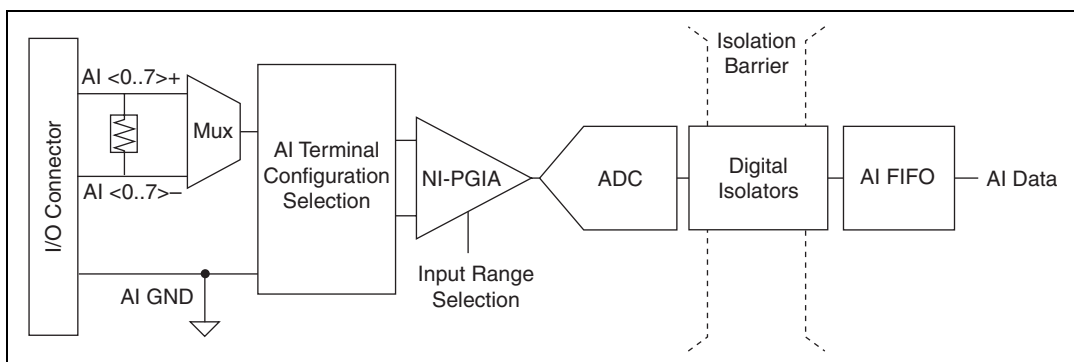 I/O Connector
AI <0..7>+
AI <0..7>–
AI GND
Mux
AI Terminal
Configuration
Selection
NI-PGIA
Input Range
Selection
ADC
Isolation
Barrier
Digital
Isolators
AI FIFO
AI Data